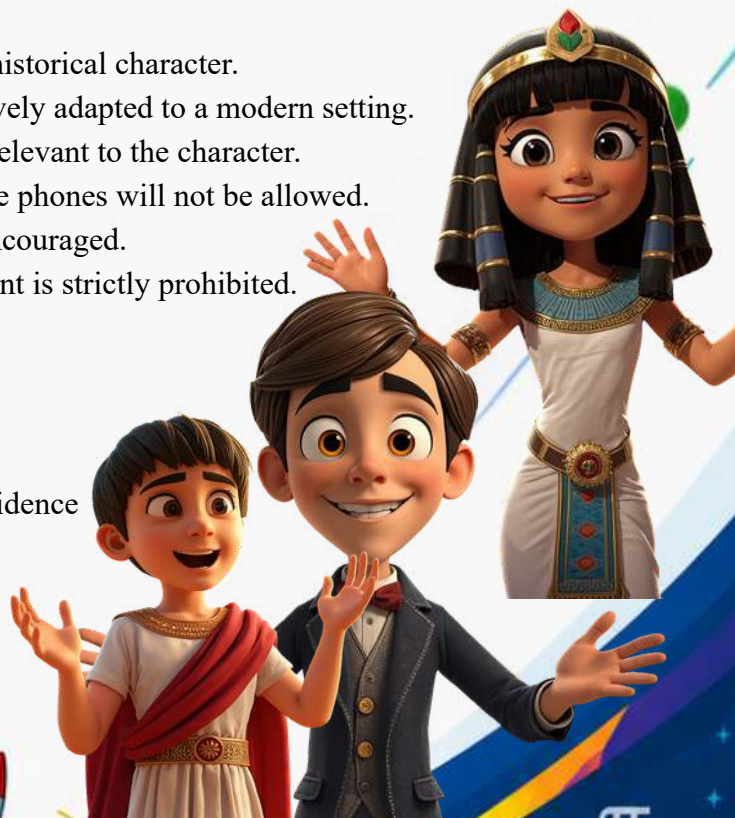 historical character.
vely adapted to a modern setting.
elevant to the character.
e phones will not be allowed.
ncouraged.
nt is strictly prohibited.
idence